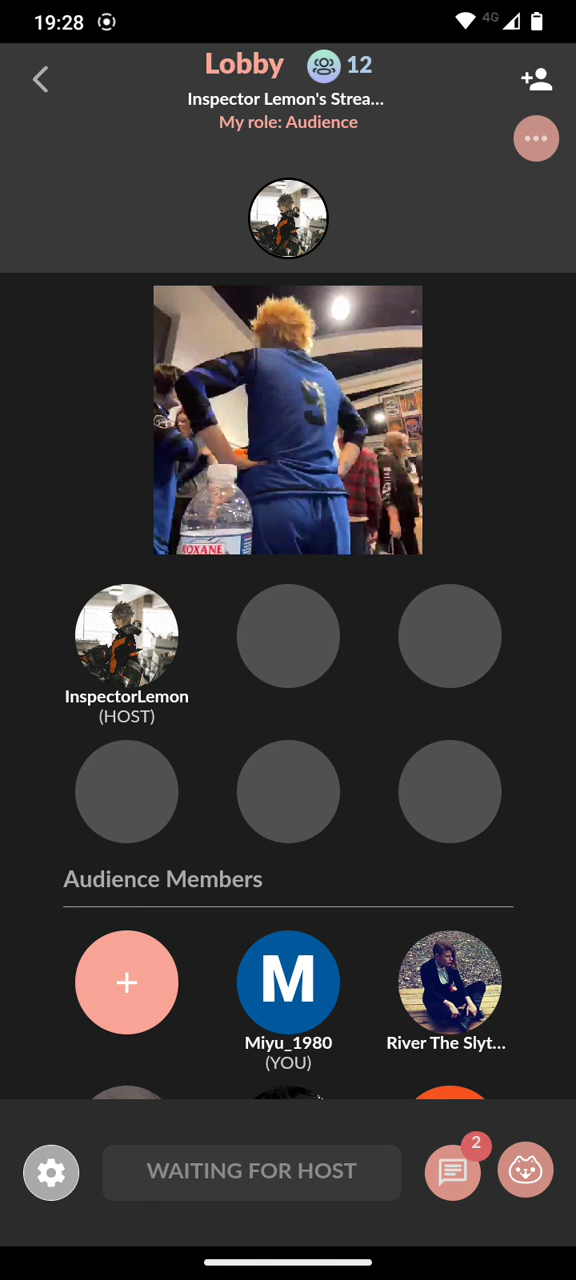 19:28
4G
Lobby 12
Inspector Lemon's Strea...
My role: Audience
9
ROXANE
InspectorLemon
(HOST)
Audience Members
+
M
Miyu_1980
(YOU)
River The Slyt...
WAITING FOR HOST
2